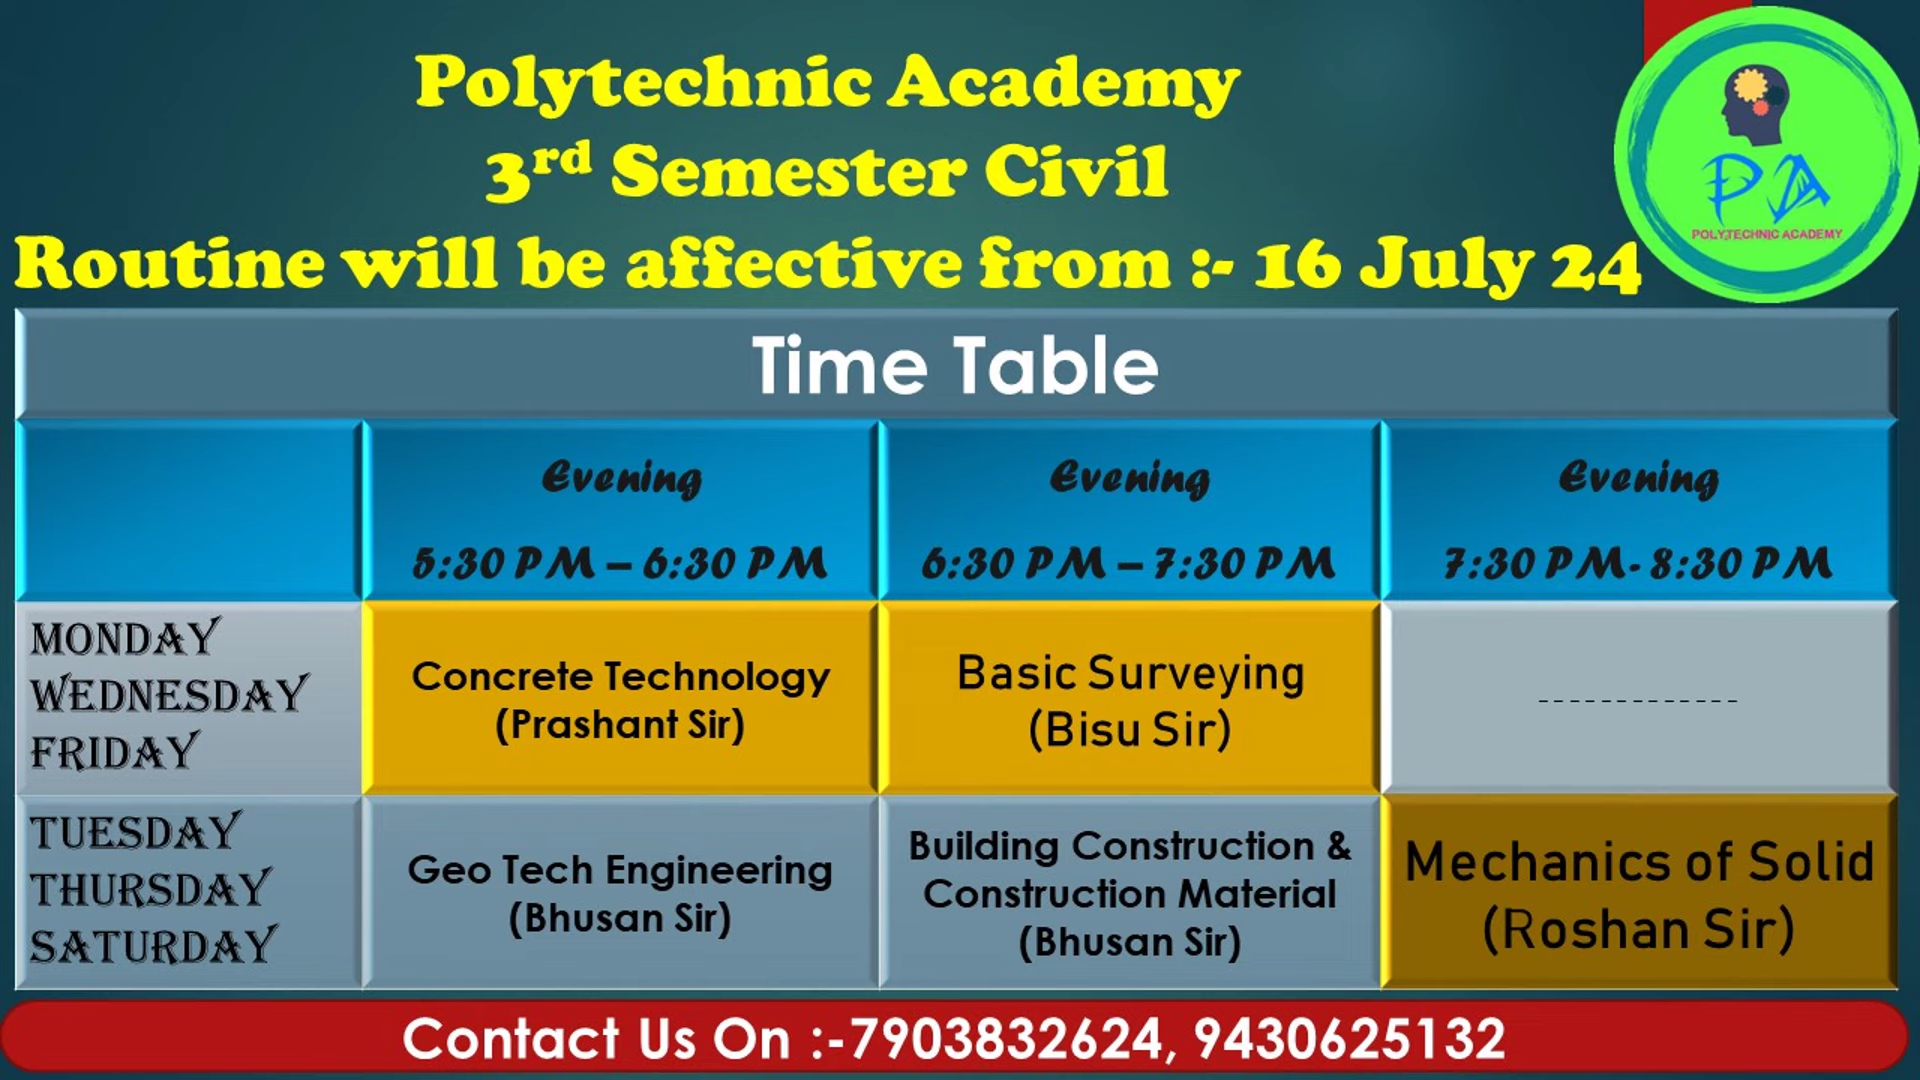 Polytechnic Academy
3rd Semester Civil
Routine will be affective from :- 16 July 24
PA
POLYTECHNIC ACADEMY
Time Table
Evening
5:30 PM – 6:30 PM
Evening
6:30 PM – 7:30 PM
Evening
7:30 PM- 8:30 PM
MONDAY
WEDNESDAY
FRIDAY
Concrete Technology
(Prashant Sir)
Basic Surveying
(Bisu Sir)
-------------
TUESDAY
THURSDAY
SATURDAY
Geo Tech Engineering
(Bhusan Sir)
Building Construction &
Construction Material
(Bhusan Sir)
Mechanics of Solid
(Roshan Sir)
Contact Us On :-7903832624, 9430625132